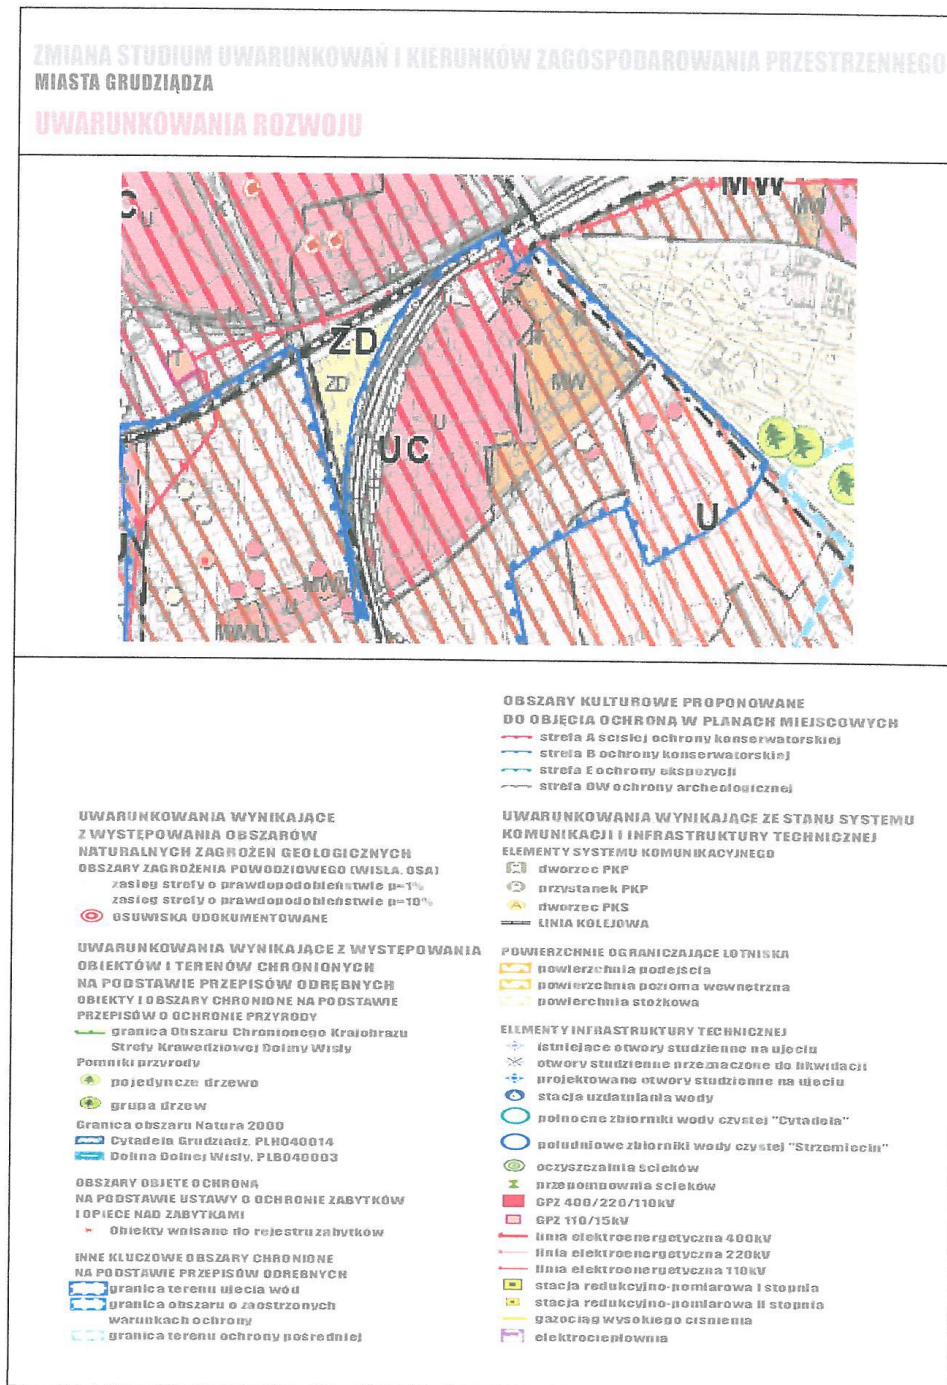 ZMIANA STUDIUM UWARUNKOWAŃ I KIERUNKÓW ZAGOSPODAROWANIA PRZESTRZENNEGO
MIASTA GRUDZIĄDZA
UWARUNKOWANIA ROZWOJU
C
U
U
MW
MW
P
IT
ZD
ZD
U
MW
UC
U
U
MW
MWU
OBSZARY KULTUROWE PROPONOWANE
DO OBJĘCIA OCHRONĄ W PLANACH MIEJSCOWYCH
strefa A ścisłej ochrony konserwatorskiej
strefa B ochrony konserwatorskiej
strefa E ochrony ekspozycji
strefa OW ochrony archeologicznej
UWARUNKOWANIA WYNIKAJĄCE
Z WYSTĘPOWANIA OBSZARÓW
NATURALNYCH ZAGROŻEŃ GEOLOGICZNYCH
OBSZARY ZAGROŻENIA POWODZIOWEGO (WISŁA, OSA)
zasięg strefy o prawdopodobieństwie p=1%
zasięg strefy o prawdopodobieństwie p=10%
OSUWISKA UDOKUMENTOWANE
UWARUNKOWANIA WYNIKAJĄCE Z WYSTĘPOWANIA
OBIEKTÓW I TERENÓW CHRONIONYCH
NA PODSTAWIE PRZEPISÓW ODRĘBNYCH
OBIEKTY I OBSZARY CHRONIONE NA PODSTAWIE
PRZEPISÓW O OCHRONIE PRZYRODY
granica Obszaru Chronionego Krajobrazu
Strefy Krawędziowej Doliny Wisły
Pomniki przyrody
pojedyncze drzewo
grupa drzew
Granica obszaru Natura 2000
Cytadela Grudziądz, PLH040014
Dolina Dolnej Wisły, PLB040003
OBSZARY OBJĘTE OCHRONĄ
NA PODSTAWIE USTAWY O OCHRONIE ZABYTKÓW
I OPIECE NAD ZABYTKAMI
Obiekty wpisane do rejestru zabytków
INNE KLUCZOWE OBSZARY CHRONIONE
NA PODSTAWIE PRZEPISÓW ODRĘBNYCH
granica terenu ujęcia wód
granica obszaru o zaostrzonych
warunkach ochrony
granica terenu ochrony pośredniej
UWARUNKOWANIA WYNIKAJĄCE ZE STANU SYSTEMU
KOMUNIKACJI I INFRASTRUKTURY TECHNICZNEJ
ELEMENTY SYSTEMU KOMUNIKACYJNEGO
dworzec PKP
przystanek PKP
dworzec PKS
LINIA KOLEJOWA
POWIERZCHNIE OGRANICZAJĄCE LOTNISKA
powierzchnia podejścia
powierzchnia pozioma wewnętrzna
powierchnia stożkowa
ELEMENTY INFRASTRUKTURY TECHNICZNEJ
istniejące otwory studzienne na ujęciu
otwory studzienne przeznaczone do likwidacji
projektowane otwory studzienne na ujęciu
stacja uzdatniania wody
północne zbiorniki wody czystej "Cytadela"
południowe zbiorniki wody czystej "Strzemięcin"
oczyszczalnia ścieków
przepompownia ścieków
GPZ 400/220/110kV
GPZ 110/15kV
linia elektroenergetyczna 400kV
linia elektroenergetyczna 220kV
linia elektroenergetyczna 110kV
stacja redukcyjno-pomiarowa I stopnia
stacja redukcyjno-pomiarowa II stopnia
gazociąg wysokiego ciśnienia
elektrociepłownia